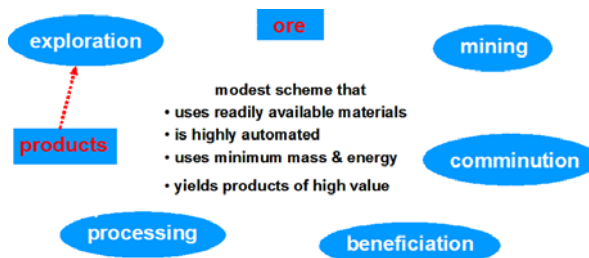 exploration
ore
mining
modest scheme that
• uses readily available materials
• is highly automated
• uses minimum mass & energy
• yields products of high value
products
comminution
processing
beneficiation